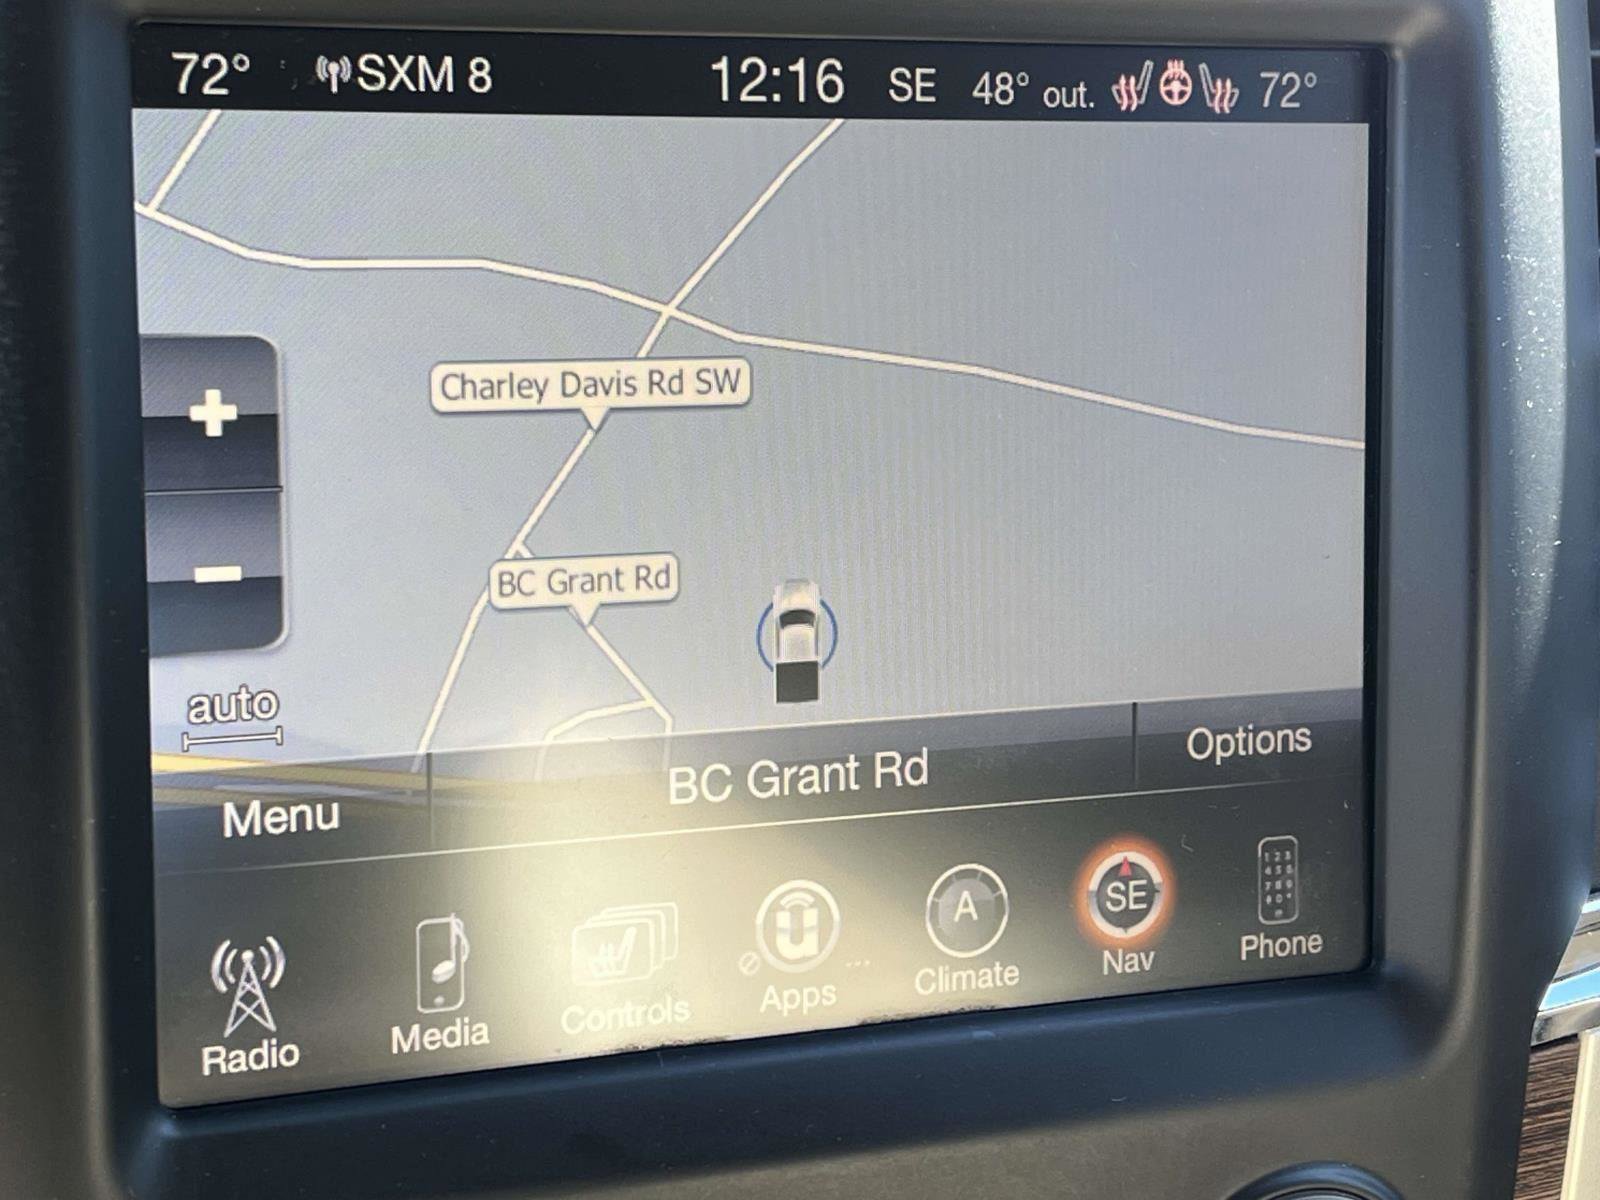 72° SXM 8 12:16 SE 48° out. 72°
Charley Davis Rd SW
BC Grant Rd
auto
Menu BC Grant Rd Options
A SE
Radio Media Controls Apps Climate Nav Phone